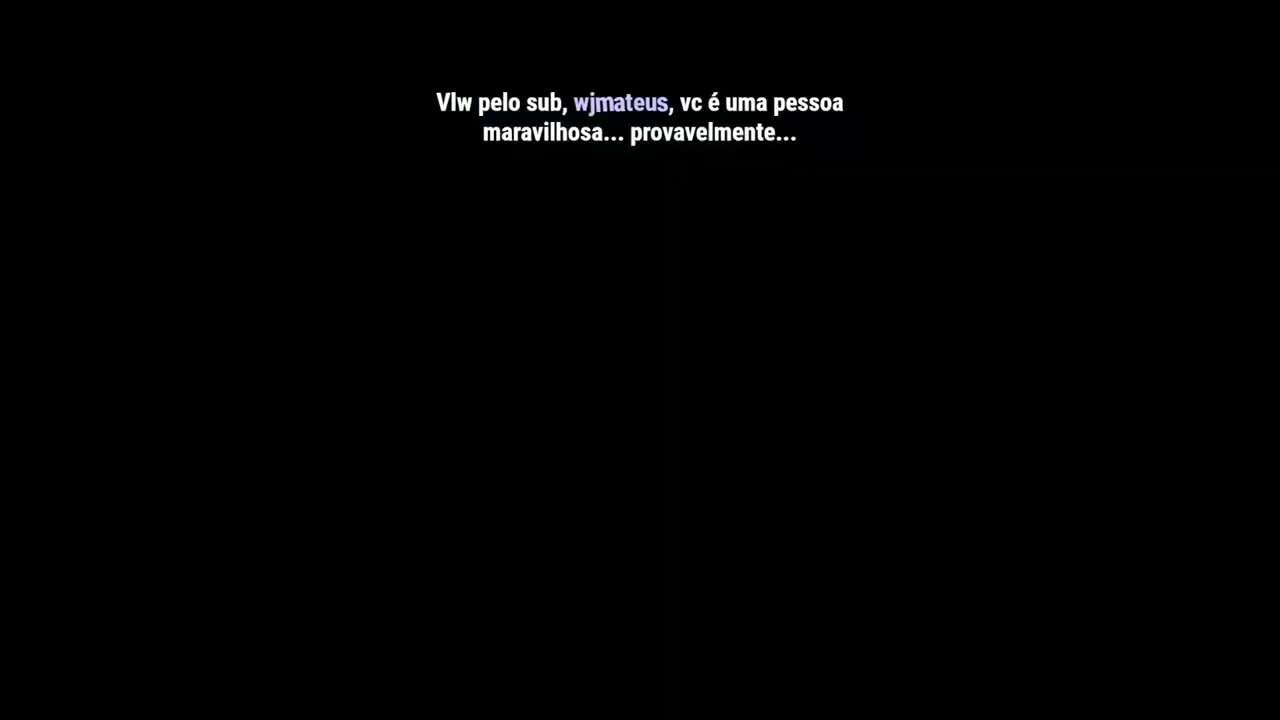 Vlw pelo sub, wjmateus, vc é uma pessoa
maravilhosa... provavelmente...